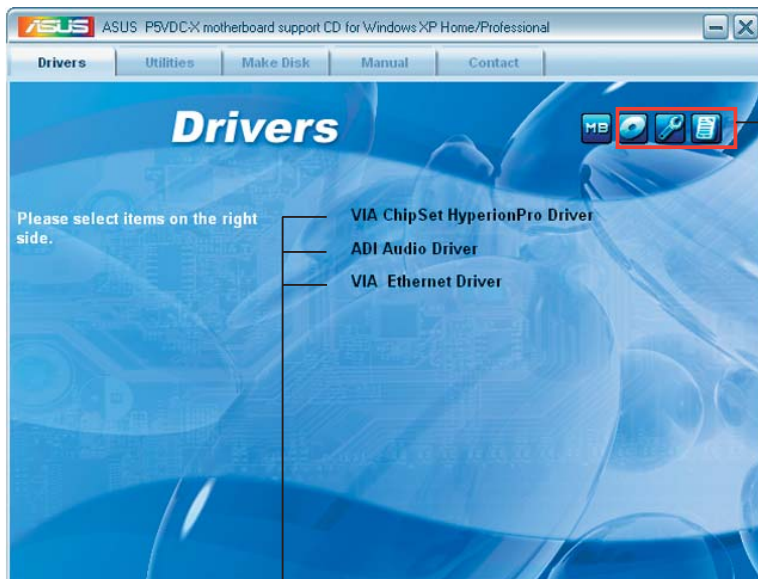 ASUS ASUS P5VDC-X motherboard support CD for Windows XP Home/Professional
Drivers Utilities Make Disk Manual Contact
Drivers
MB
Please select items on the right
side.
VIA ChipSet HyperionPro Driver
ADI Audio Driver
VIA Ethernet Driver